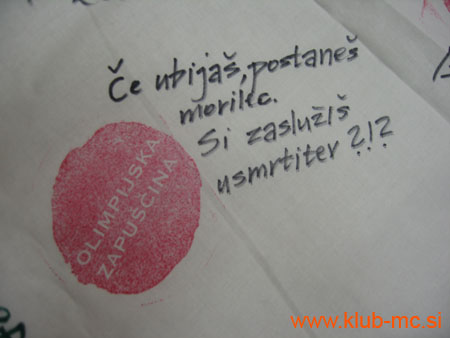 Če ubijaš, postaneš
morilec.
Si zaslužiš
usmrtitev ?!?
OLIMPIJSKA
ZAPUŠČINA
www.klub-mc.si